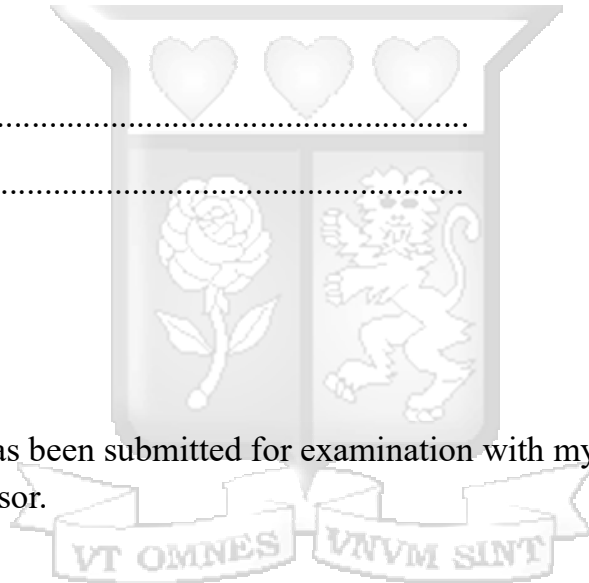 ................................................................
................................................................
as been submitted for examination with my
sor.
VT OMNES VNVM SINT